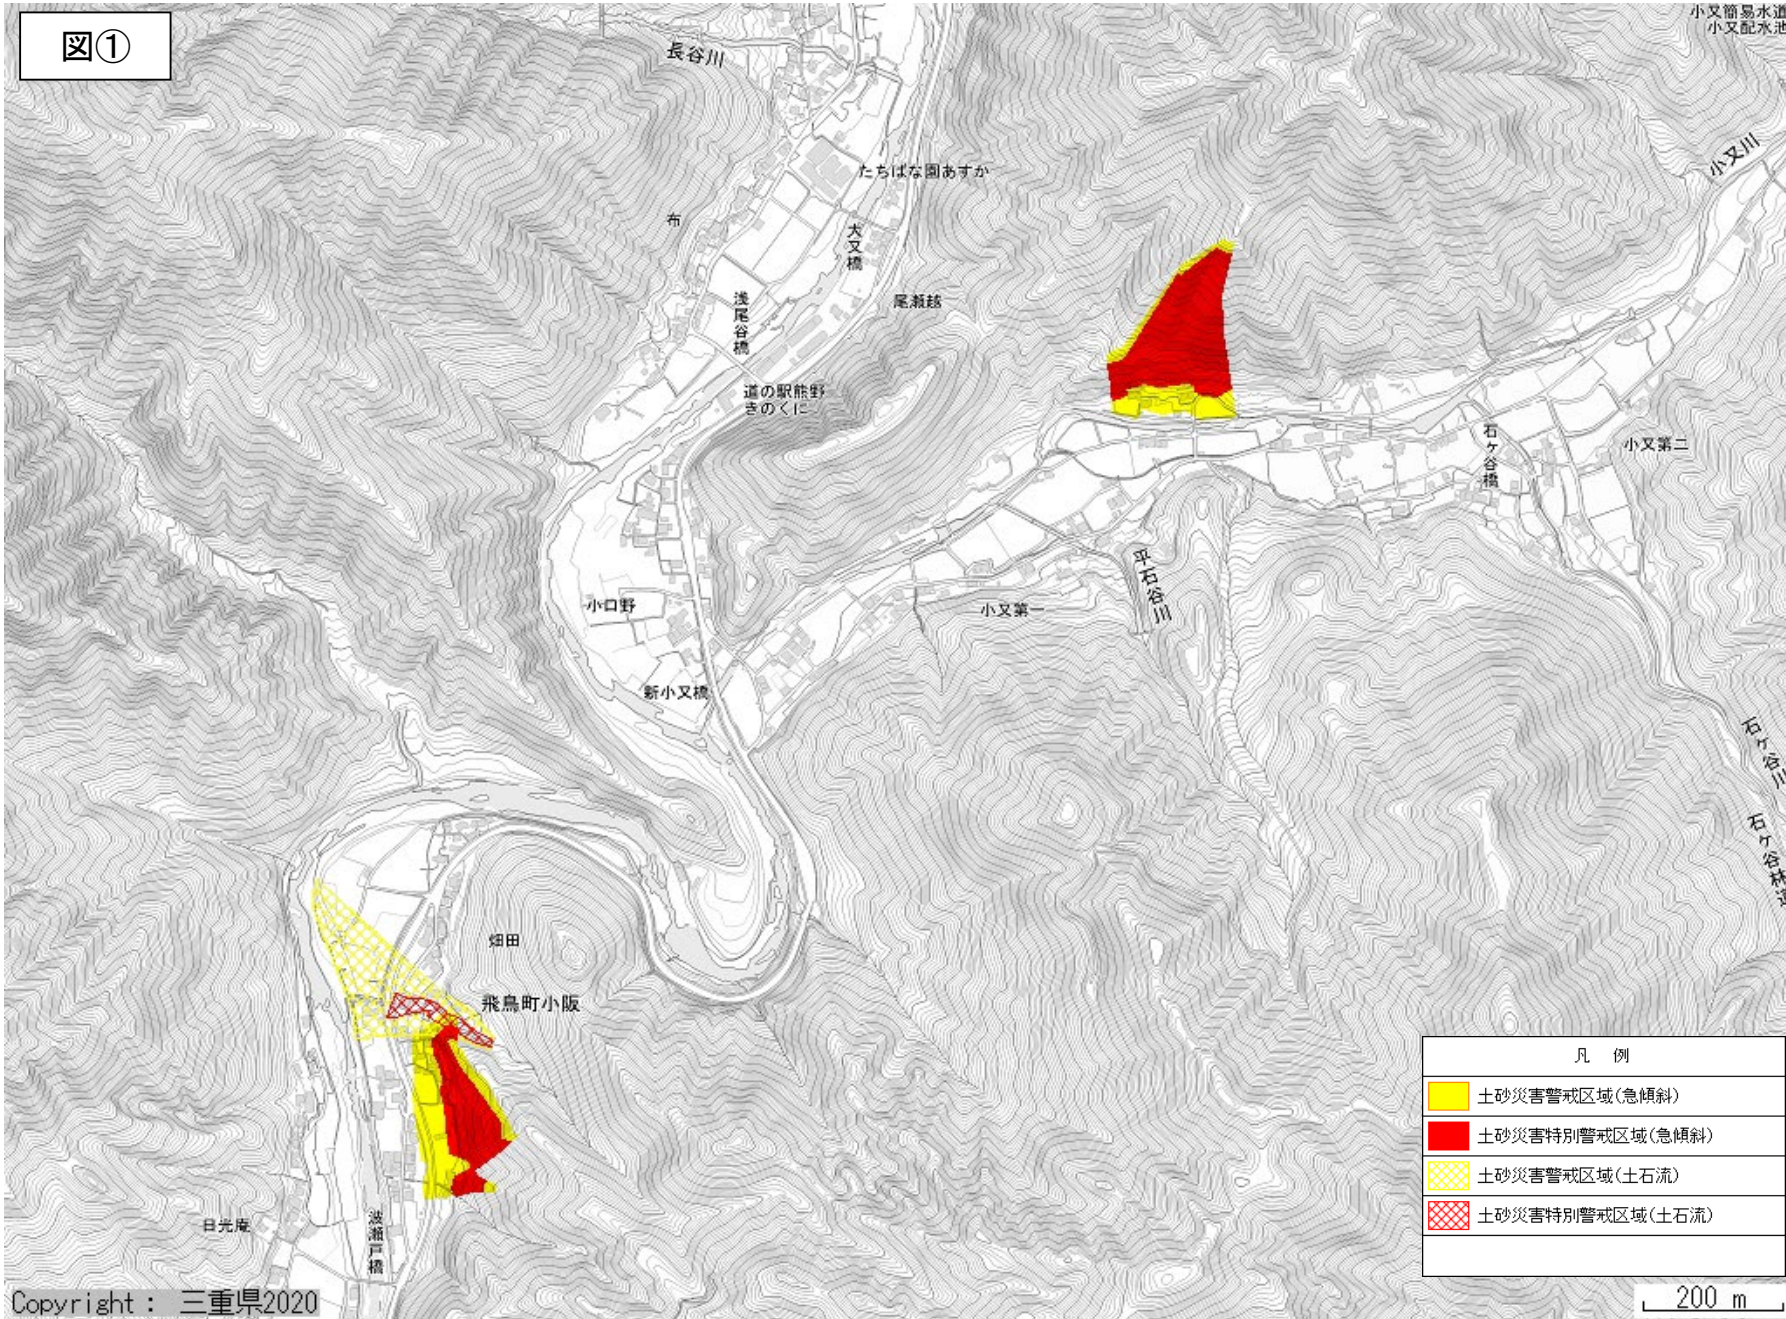 図①
長谷川
小又簡易水道
小又配水池
小又川
たちばな園あすか
布
大又橋
浅尾谷橋
尾瀬越
道の駅熊野
きのくに
石ヶ谷橋
小又第二
平石谷川
小口野
小又第一
新小又橋
石ヶ谷川
石ヶ谷林道
畑田
飛鳥町小阪
日光庵
波瀬戸橋
凡 例
土砂災害警戒区域(急傾斜)
土砂災害特別警戒区域(急傾斜)
土砂災害警戒区域(土石流)
土砂災害特別警戒区域(土石流)
Copyright： 三重県2020
200 m